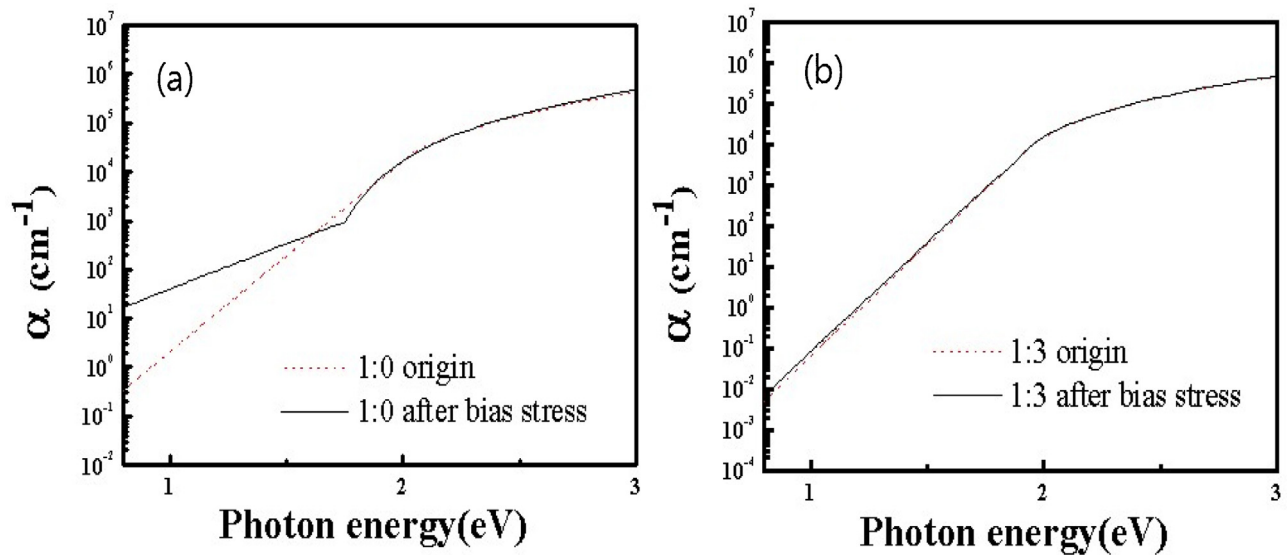 (a)
10^7
10^6
10^5
10^4
10^3
10^2
10^1
10^0
10^-1
10^-2
α (cm^-1)
1:0 origin
1:0 after bias stress
1 2 3
Photon energy(eV)
(b)
10^7
10^6
10^5
10^4
10^3
10^2
10^1
10^0
10^-1
10^-2
10^-3
10^-4
α (cm^-1)
1:3 origin
1:3 after bias stress
1 2 3
Photon energy(eV)